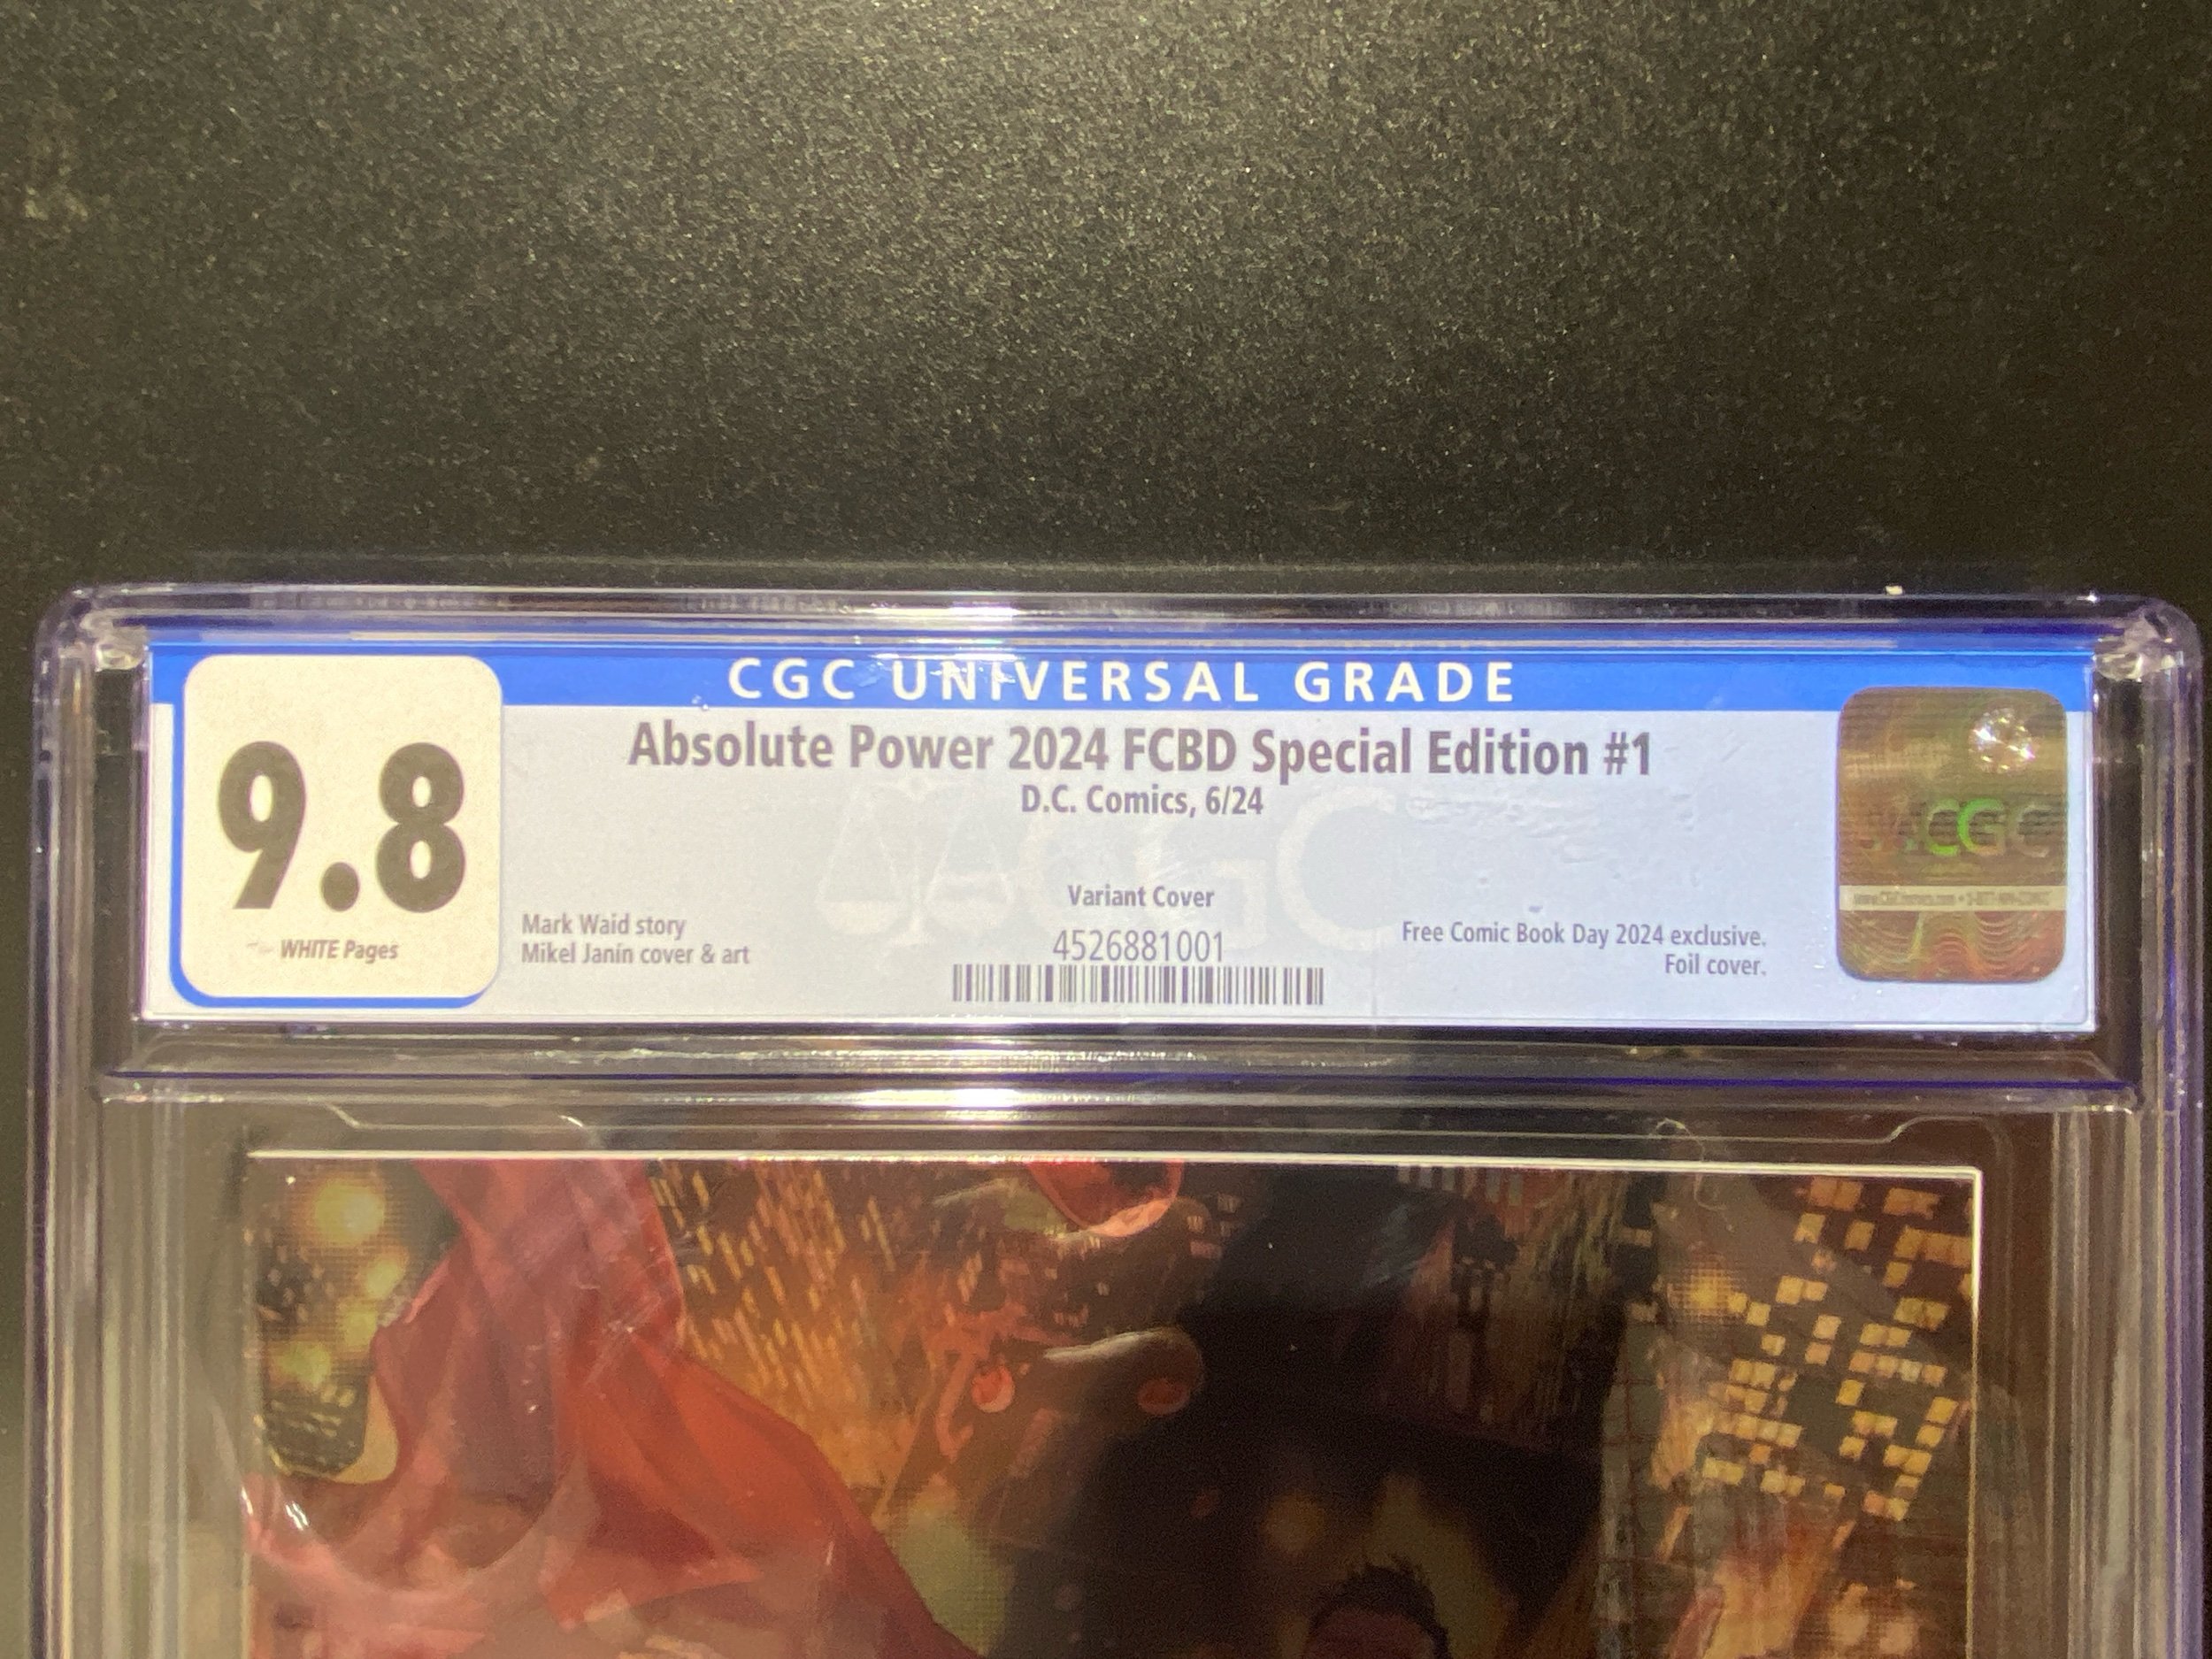 CGC UNIVERSAL GRADE
9.8
WHITE Pages
Absolute Power 2024 FCBD Special Edition #1
D.C. Comics, 6/24
Variant Cover
Mark Waid story
Mikel Janín cover & art
4526881001
Free Comic Book Day 2024 exclusive.
Foil cover.
CGC
CGC